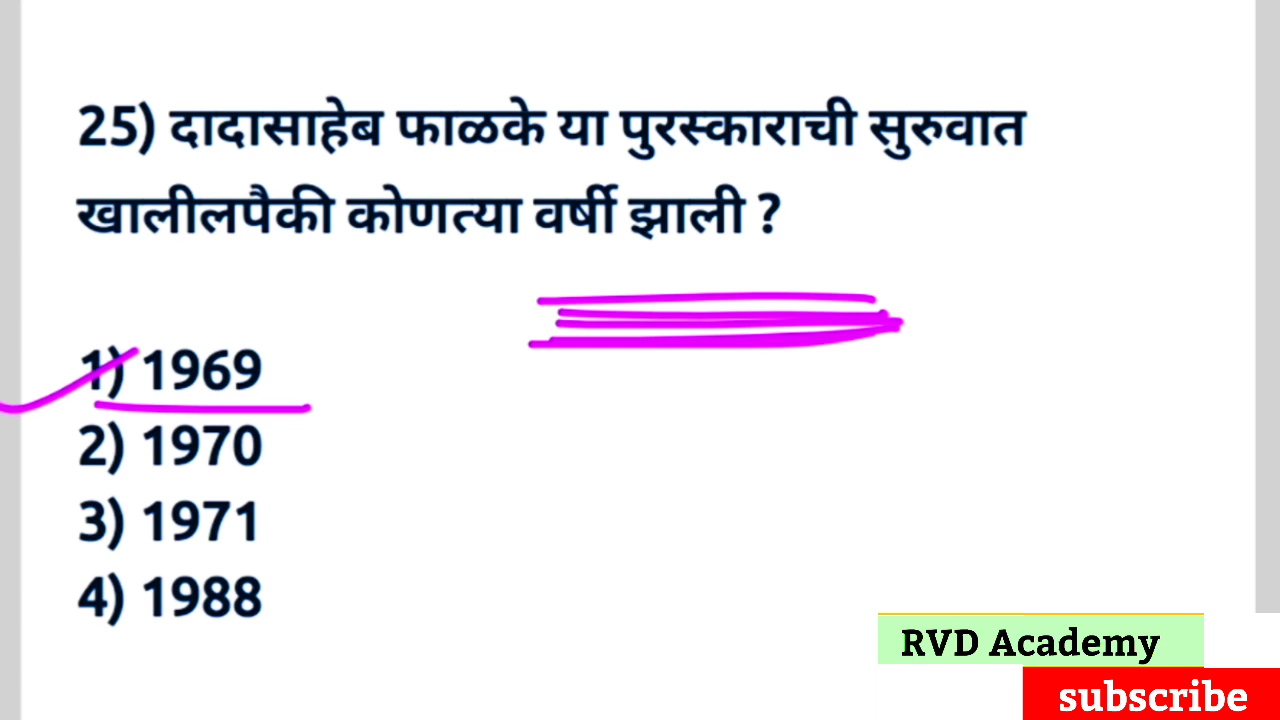 25) दादासाहेब फाळके या पुरस्काराची सुरुवात
खालीलपैकी कोणत्या वर्षी झाली ?
1) 1969
2) 1970
3) 1971
4) 1988
RVD Academy
subscribe